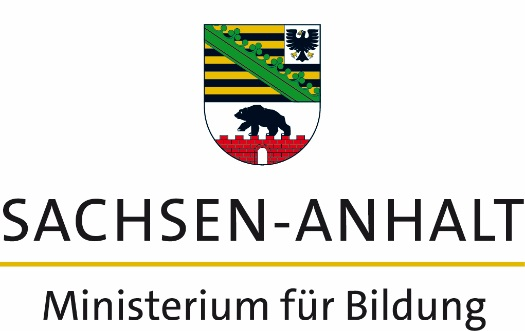 SACHSEN-ANHALT
Ministerium für Bildung